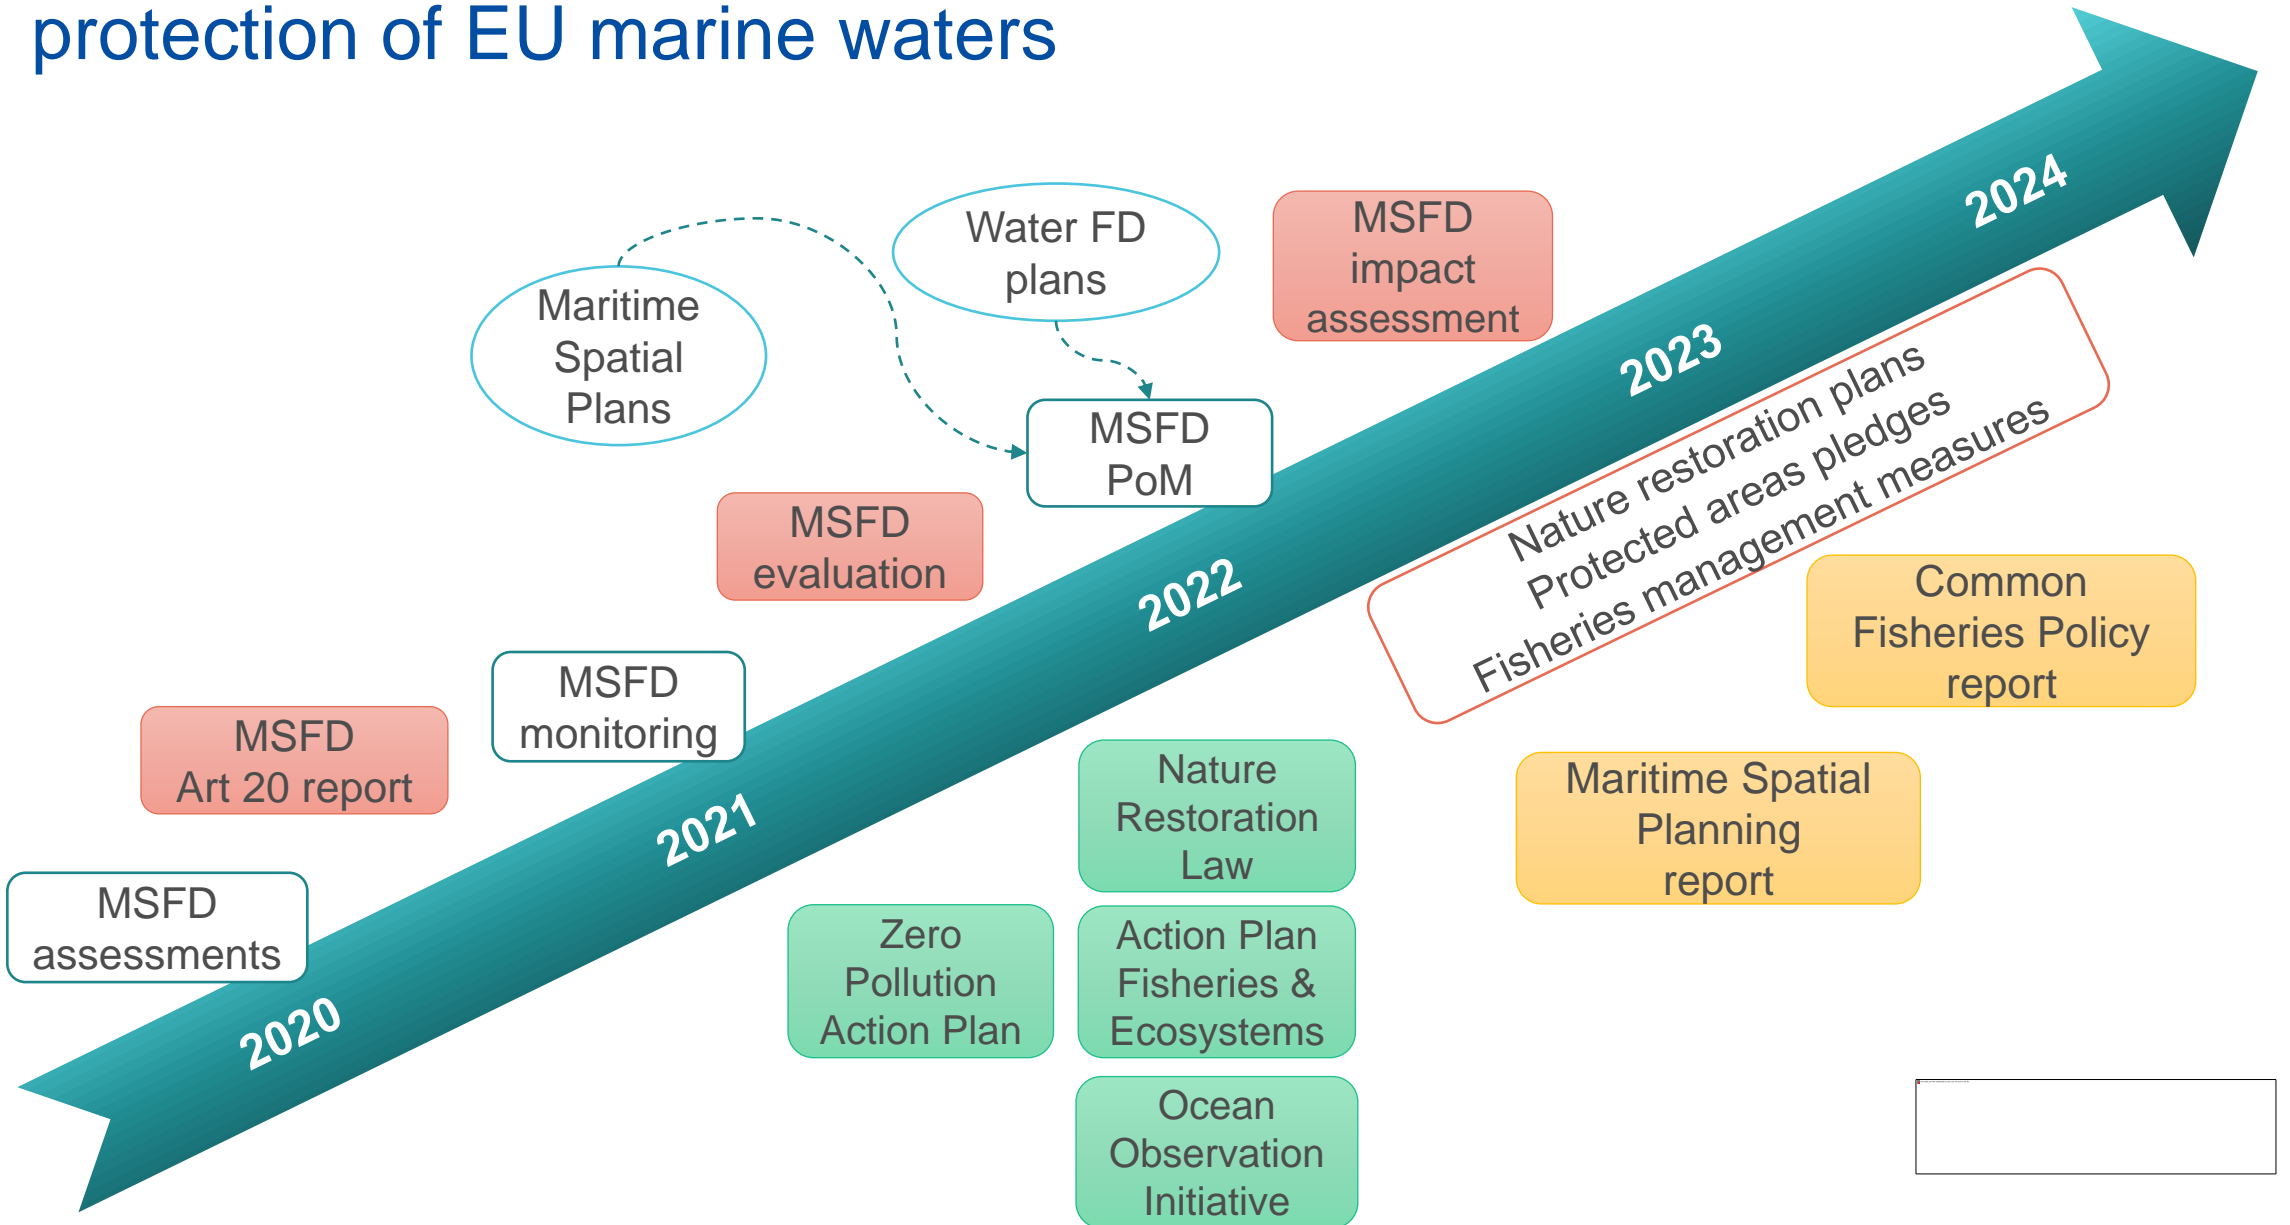 protection of EU marine waters
2024
Water FD
plans
MSFD
impact
assessment
Maritime
Spatial
Plans
2023
MSFD
PoM
Nature restoration plans
Protected areas pledges
Fisheries management measures
MSFD
evaluation
2022
Common
Fisheries Policy
report
MSFD
monitoring
MSFD
Art 20 report
2021
Nature
Restoration
Law
Maritime Spatial
Planning
report
MSFD
assessments
2020
Zero
Pollution
Action Plan
Action Plan
Fisheries &
Ecosystems
Ocean
Observation
Initiative